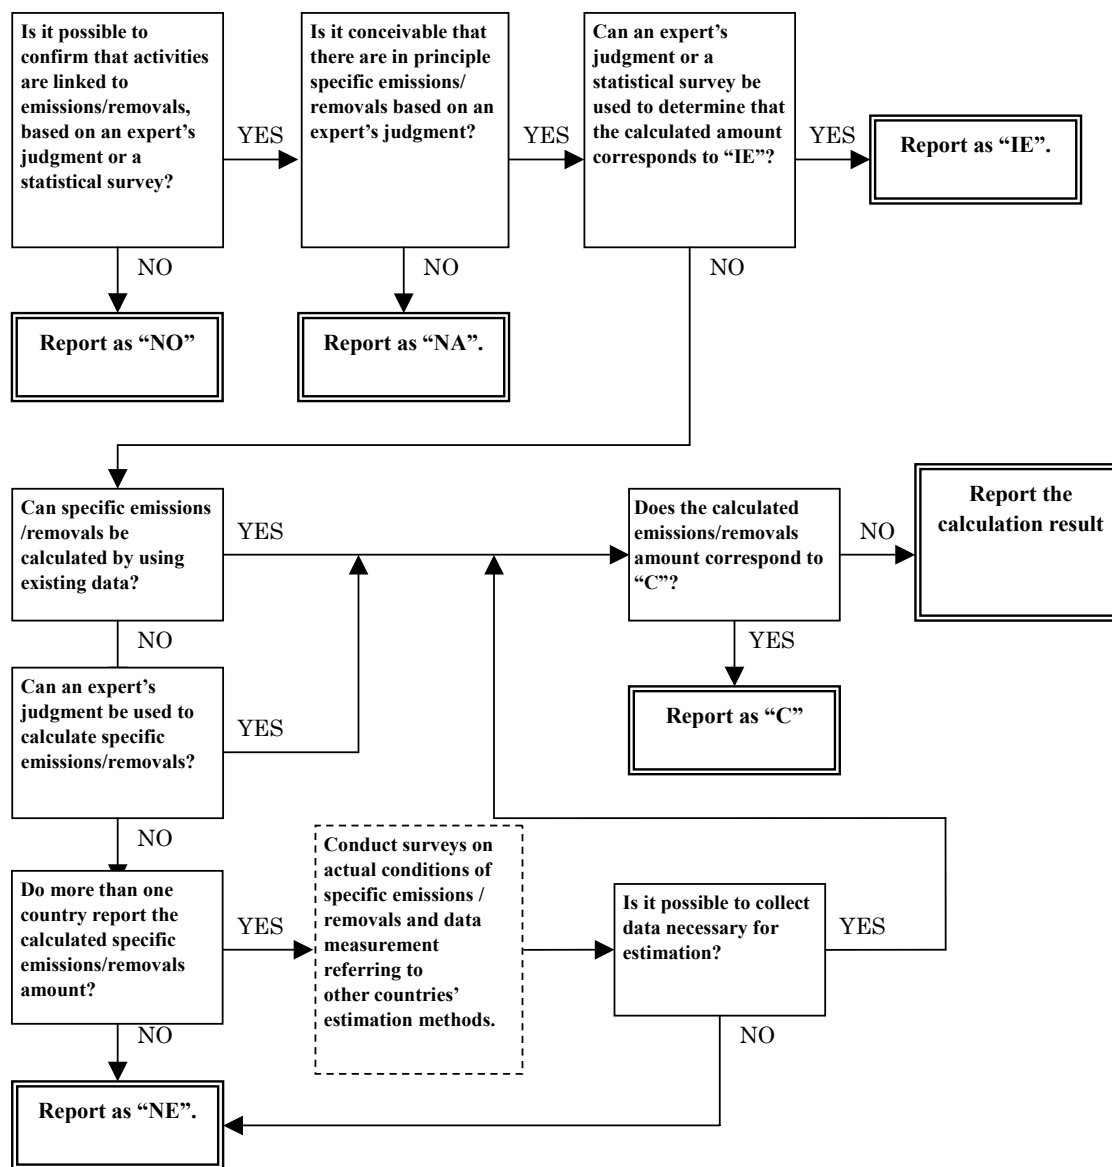 Is it possible to
confirm that activities
are linked to
emissions/removals,
based on an expert’s
judgment or a
statistical survey?
YES
NO
Report as “NO”
Is it conceivable that
there are in principle
specific emissions/
removals based on an
expert’s judgment?
YES
NO
Report as “NA”.
Can an expert’s
judgment or a
statistical survey be
used to determine that
the calculated amount
corresponds to “IE”?
YES
NO
Report as “IE”.
Can specific emissions
/removals be
calculated by using
existing data?
YES
NO
Does the calculated
emissions/removals
amount correspond to
“C”?
NO
YES
Report the
calculation result
Report as “C”
Can an expert’s
judgment be used to
calculate specific
emissions/removals?
YES
NO
Do more than one
country report the
calculated specific
emissions/removals
amount?
YES
NO
Conduct surveys on
actual conditions of
specific emissions /
removals and data
measurement
referring to
other countries’
estimation methods.
Is it possible to collect
data necessary for
estimation?
YES
NO
Report as “NE”.